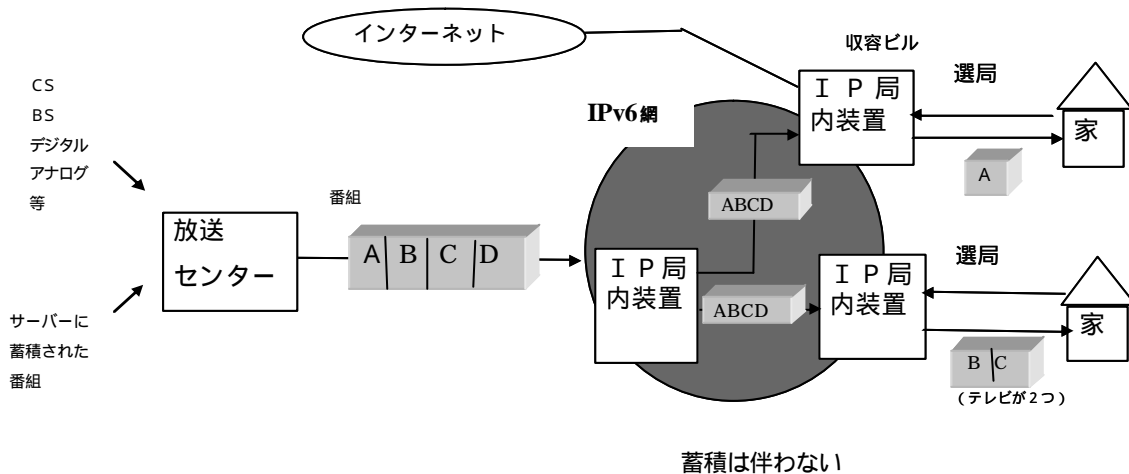 インターネット
収容ビル
CS
BS
デジタル
アナログ
等
IPv6網
ＩＰ局
内装置
選局
家
A
番組
ABCD
放送
センター
A B C D
ＩＰ局
内装置
ABCD
ＩＰ局
内装置
選局
家
B C
(テレビが2つ)
サーバーに
蓄積された
番組
蓄積は伴わない